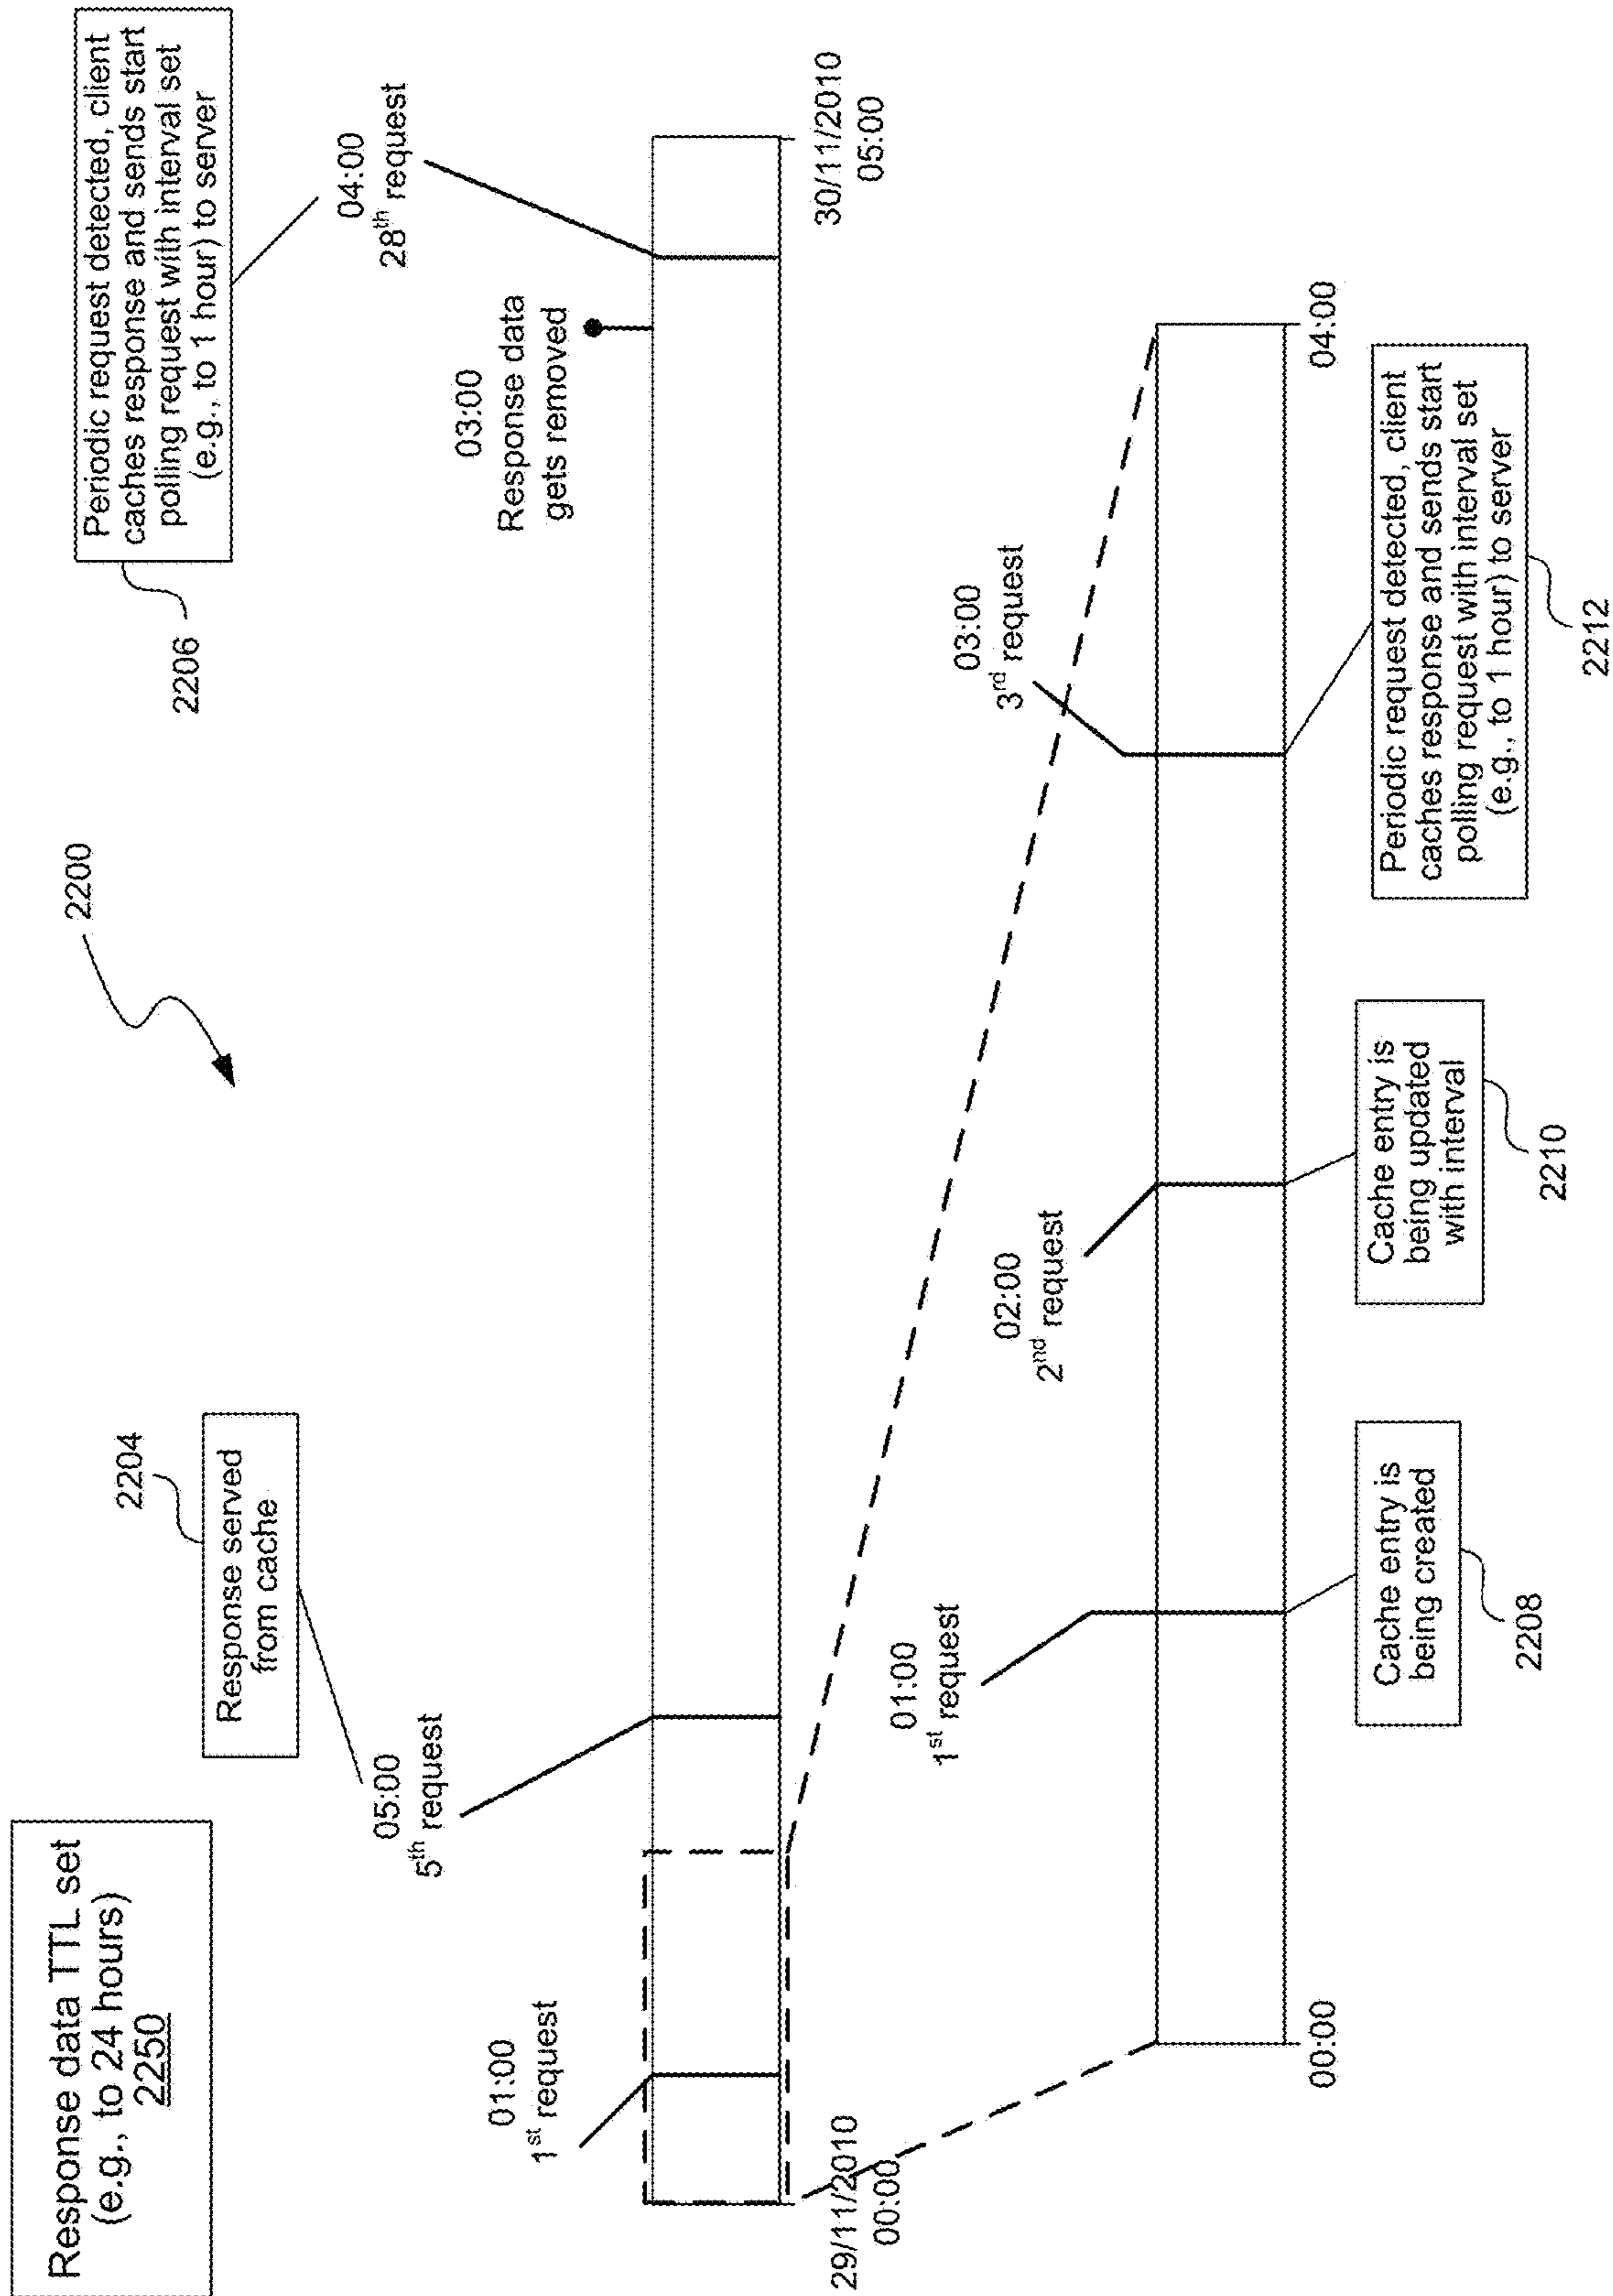 Response data TTL set
(e.g., to 24 hours)
2250
2204
Response served
from cache
2200
2206
Periodic request detected, client
caches response and sends start
polling request with interval set
(e.g., to 1 hour) to server
01:00
1st request
05:00
5th request
03:00
Response data
gets removed
04:00
28th request
29/11/2010
00:00
30/11/2010
05:00
01:00
1st request
02:00
2nd request
03:00
3rd request
00:00
04:00
Cache entry is
being created
2208
Cache entry is
being updated
with interval
2210
Periodic request detected, client
caches response and sends start
polling request with interval set
(e.g., to 1 hour) to server
2212